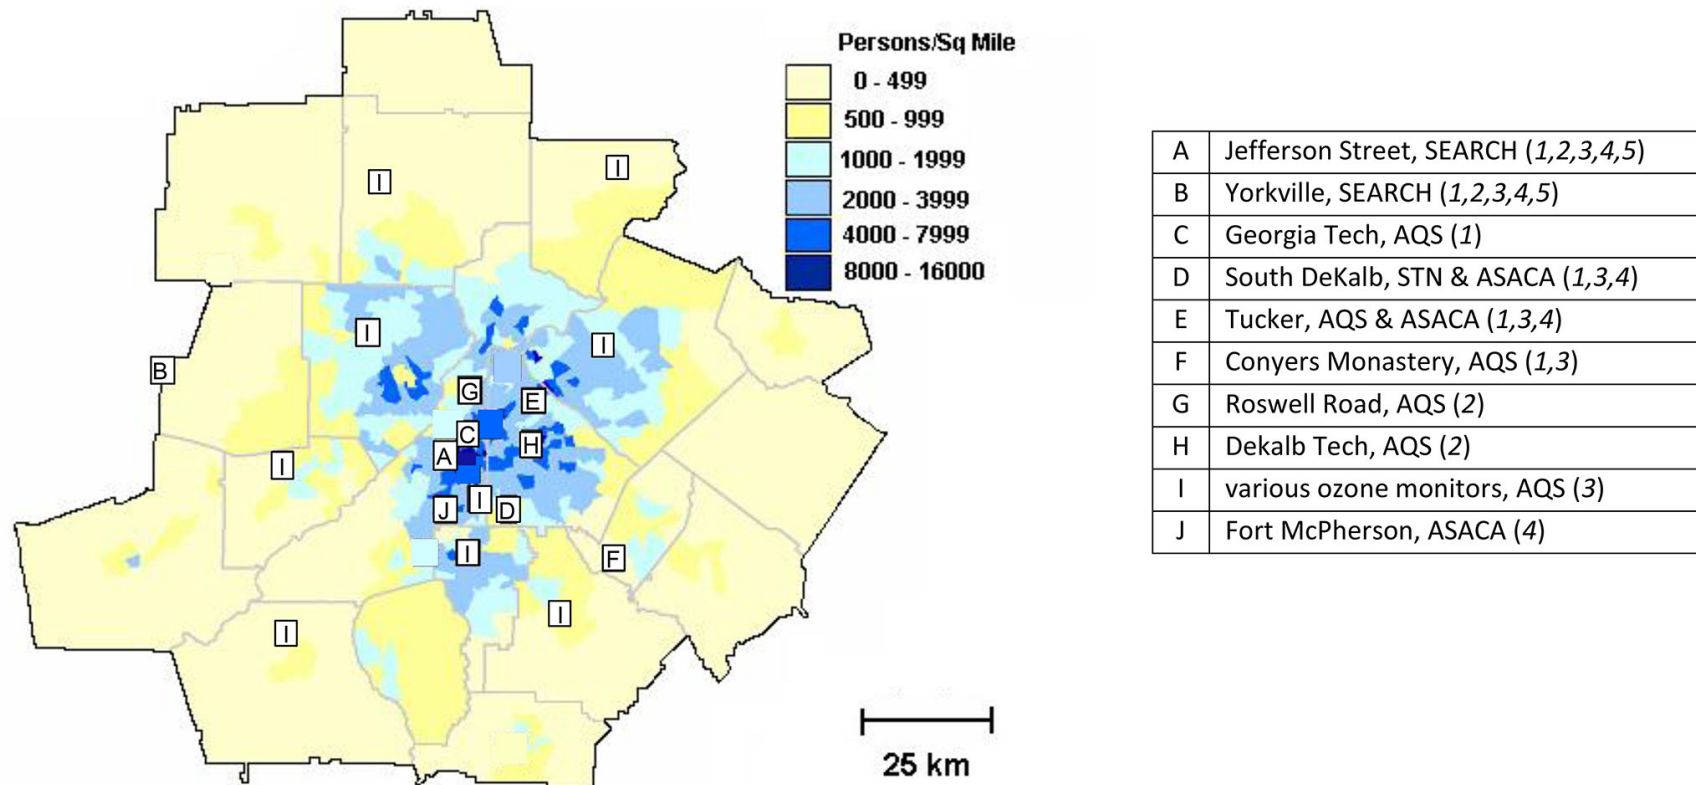 Persons/Sq Mile
0 - 499
500 - 999
1000 - 1999
2000 - 3999
4000 - 7999
8000 - 16000
I
I
I
I
B
G
E
C
H
A
I
I
J
D
I
F
I
I
25 km
A Jefferson Street, SEARCH (1,2,3,4,5)
B Yorkville, SEARCH (1,2,3,4,5)
C Georgia Tech, AQS (1)
D South DeKalb, STN & ASACA (1,3,4)
E Tucker, AQS & ASACA (1,3,4)
F Conyers Monastery, AQS (1,3)
G Roswell Road, AQS (2)
H Dekalb Tech, AQS (2)
I various ozone monitors, AQS (3)
J Fort McPherson, ASACA (4)